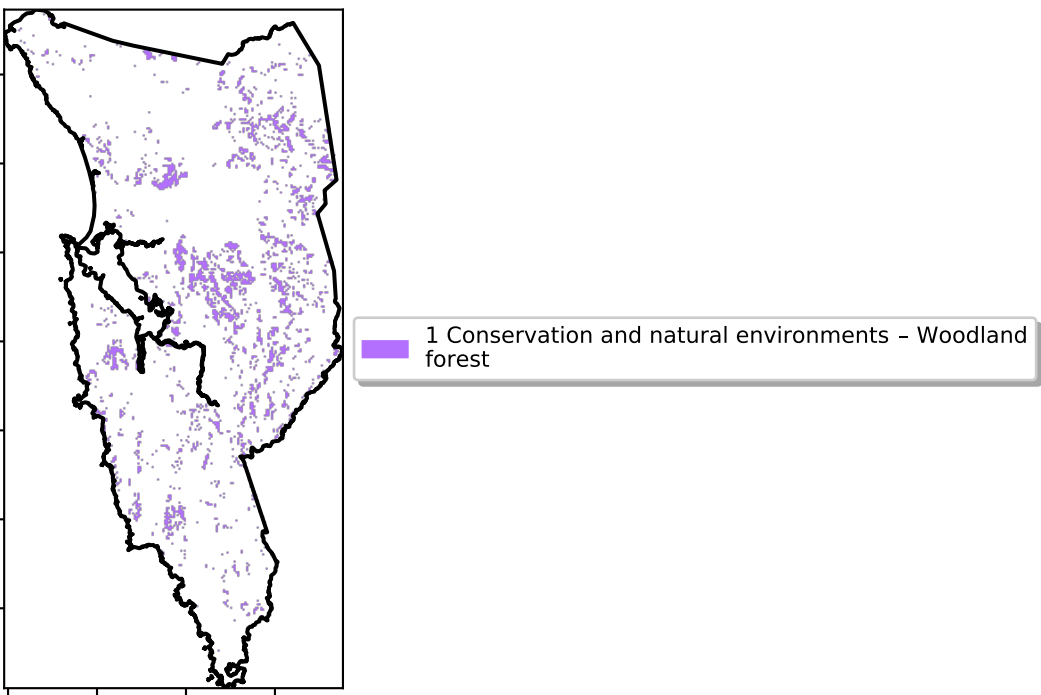 1 Conservation and natural environments – Woodland
forest